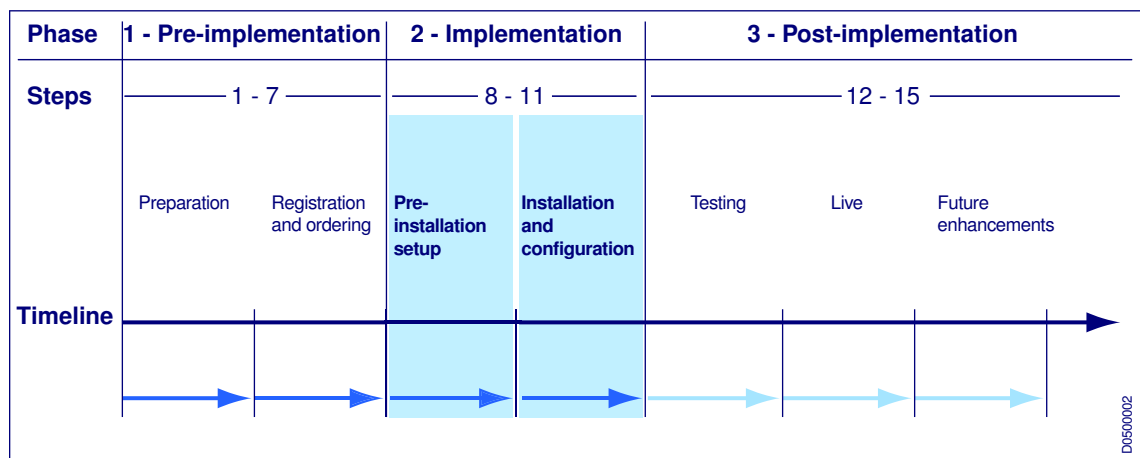 Phase 1 - Pre-implementation 2 - Implementation 3 - Post-implementation
Steps 1 - 7 8 - 11 12 - 15
Preparation
Registration
and ordering
Pre-
installation
setup
Installation
and
configuration
Testing
Live
Future
enhancements
Timeline
D0500002